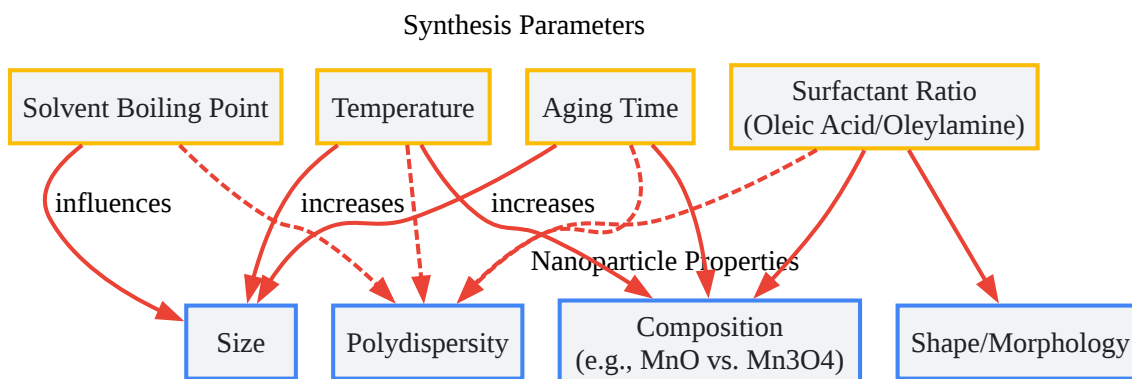 Synthesis Parameters
Solvent Boiling Point
Temperature
Aging Time
Surfactant Ratio
(Oleic Acid/Oleylamine)
influences
increases
increases
Nanoparticle Properties
Size
Polydispersity
Composition
(e.g., MnO vs. Mn3O4)
Shape/Morphology